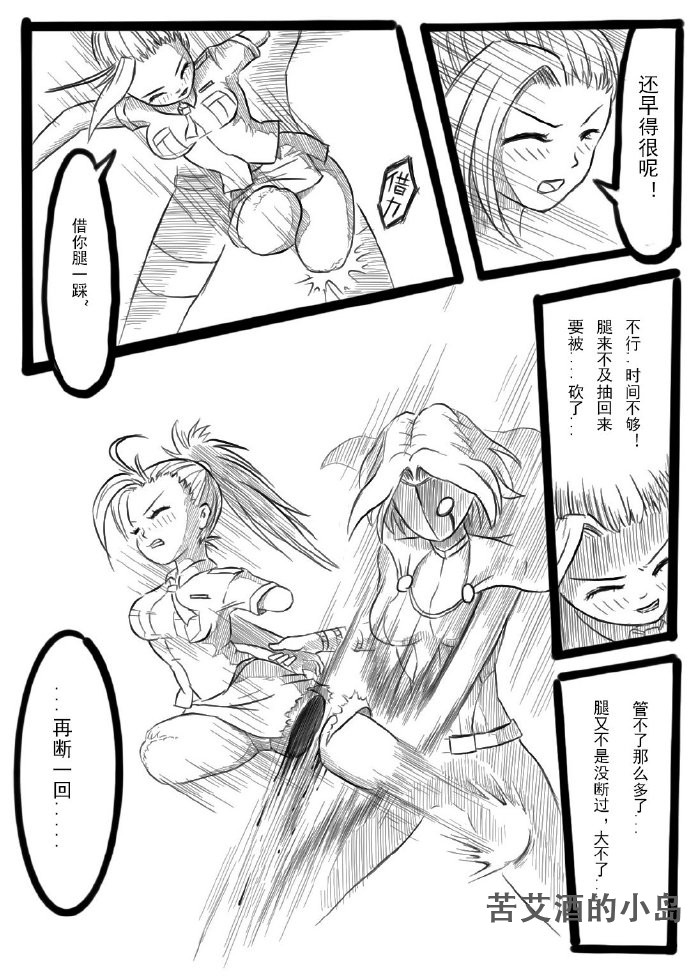 还早得很呢！
借力
借你腿一踩~
不行..时间不够！
腿来不及抽回来
要被....砍了...
管不了那么多了...
腿又不是没断过，大不了...
...再断一回.....
苦艾酒的小岛